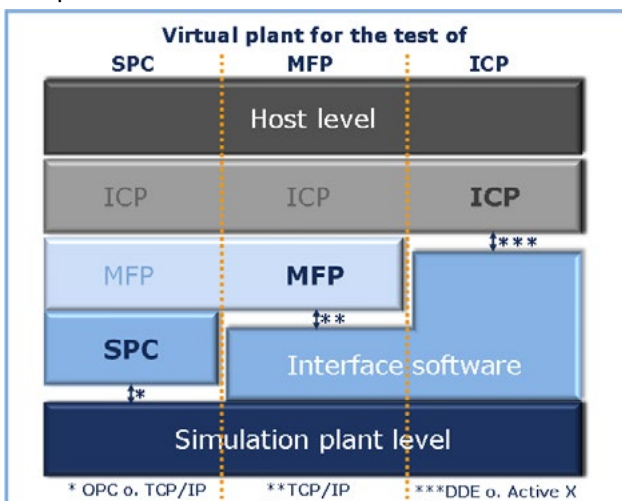 Virtual plant for the test of
SPC MFP ICP
Host level
ICP ICP ICP
***
MFP MFP
**
SPC
Interface software
*
Simulation plant level
* OPC o. TCP/IP **TCP/IP ***DDE o. Active X